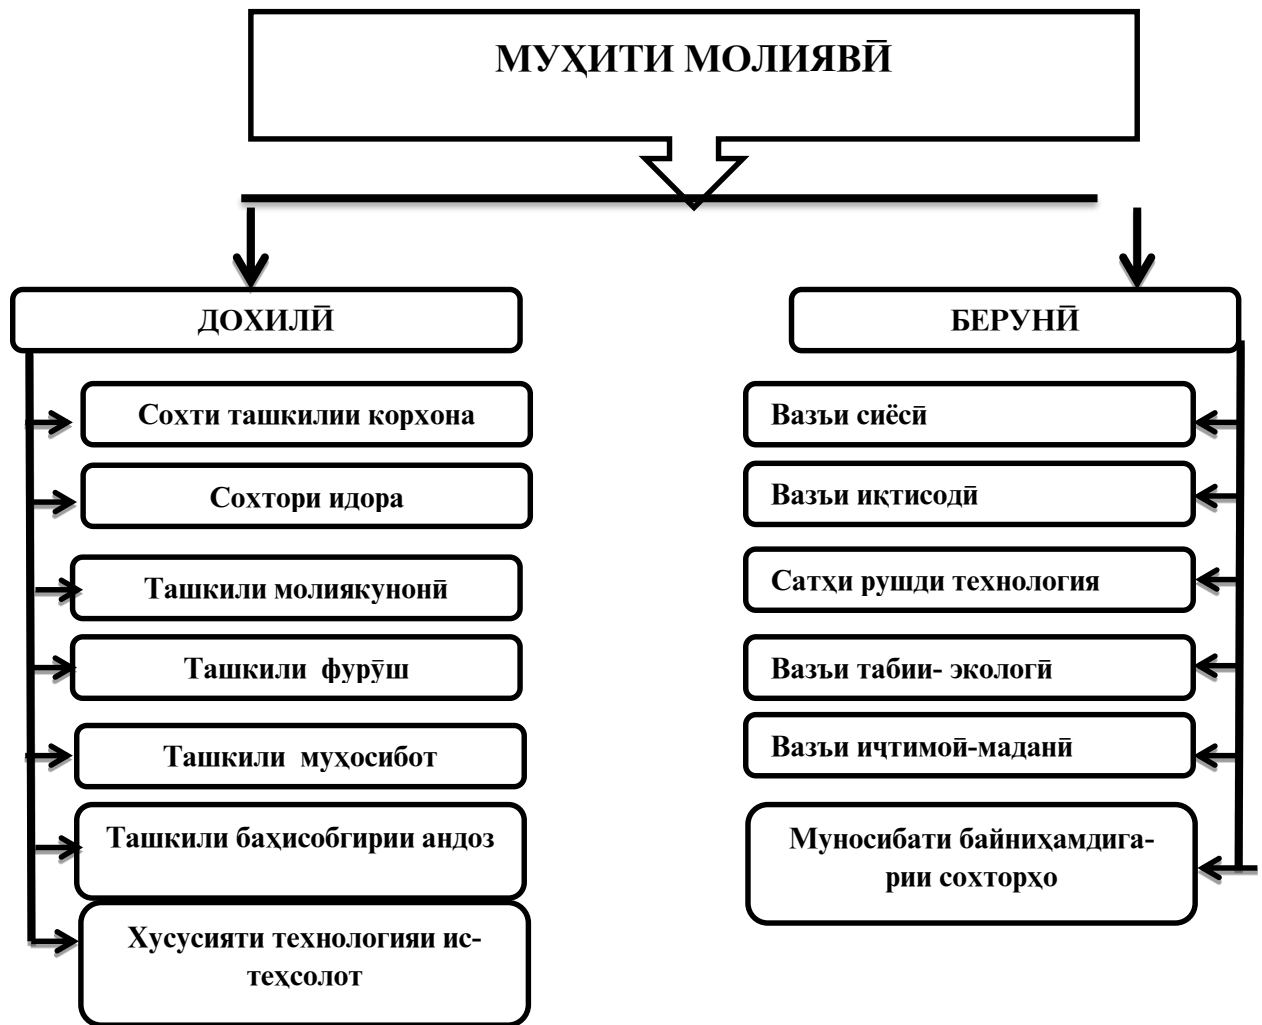 МУҲИТИ МОЛИЯВӢ
ДОХИЛӢ
Сохти ташкилии корхона
Сохтори идора
Ташкили молиякунонӣ
Ташкили фурӯш
Ташкили муҳосибот
Ташкили баҳисобгирии андоз
Хусусияти технологияи ис-
теҳсолот
БЕРУНӢ
Вазъи сиёсӣ
Вазъи иқтисодӣ
Сатҳи рушди технология
Вазъи табии- экологӣ
Вазъи иҷтимоӣ-маданӣ
Муносибати байниҳамдига-
рии сохторҳо